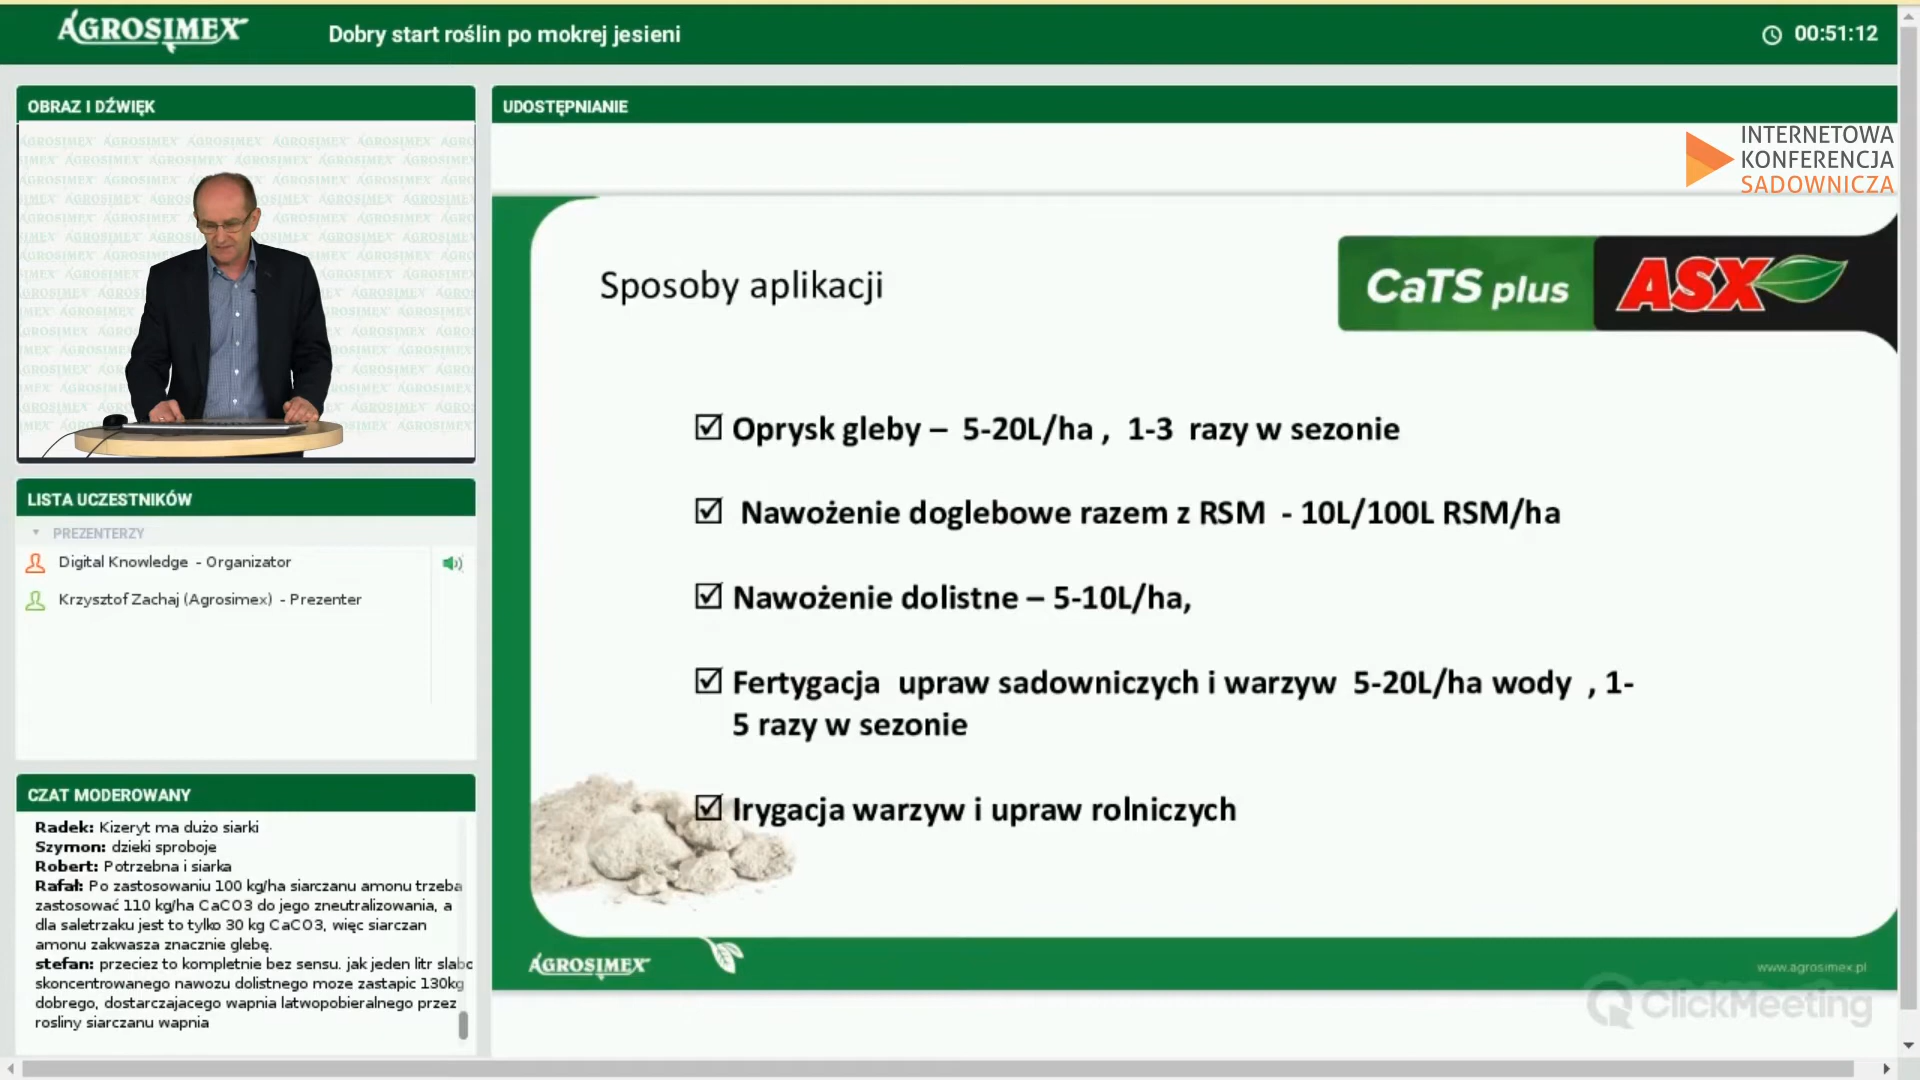 AGROSIMEX
Dobry start roślin po mokrej jesieni
00:51:12
OBRAZ I DŹWIĘK
LISTA UCZESTNIKÓW
PREZENTERZY
Digital Knowledge - Organizator
Krzysztof Zachaj (Agrosimex) - Prezenter
CZAT MODEROWANY
Radek: Kizeryt ma dużo siarki
Szymon: dzieki sproboje
Robert: Potrzebna i siarka
Rafał: Po zastosowaniu 100 kg/ha siarczanu amonu trzeba
zastosować 110 kg/ha CaCO3 do jego zneutralizowania, a
dla saletrzaku jest to tylko 30 kg CaCO3, więc siarczan
amonu zakwasza znacznie glebę.
stefan: przeciez to kompletnie bez sensu. jak jeden litr slabo
skoncentrowanego nawozu dolistnego moze zastapic 130kg
dobrego, dostarczajacego wapnia latwopobieralnego przez
rosliny siarczanu wapnia
UDOSTĘPNIANIE
INTERNETOWA
KONFERENCJA
SADOWNICZA
Sposoby aplikacji
CaTS plus
ASX
Oprysk gleby – 5-20L/ha , 1-3 razy w sezonie
Nawożenie doglebowe razem z RSM - 10L/100L RSM/ha
Nawożenie dolistne – 5-10L/ha,
Fertygacja upraw sadowniczych i warzyw 5-20L/ha wody , 1-
5 razy w sezonie
Irygacja warzyw i upraw rolniczych
AGROSIMEX
www.agrosimex.pl
ClickMeeting